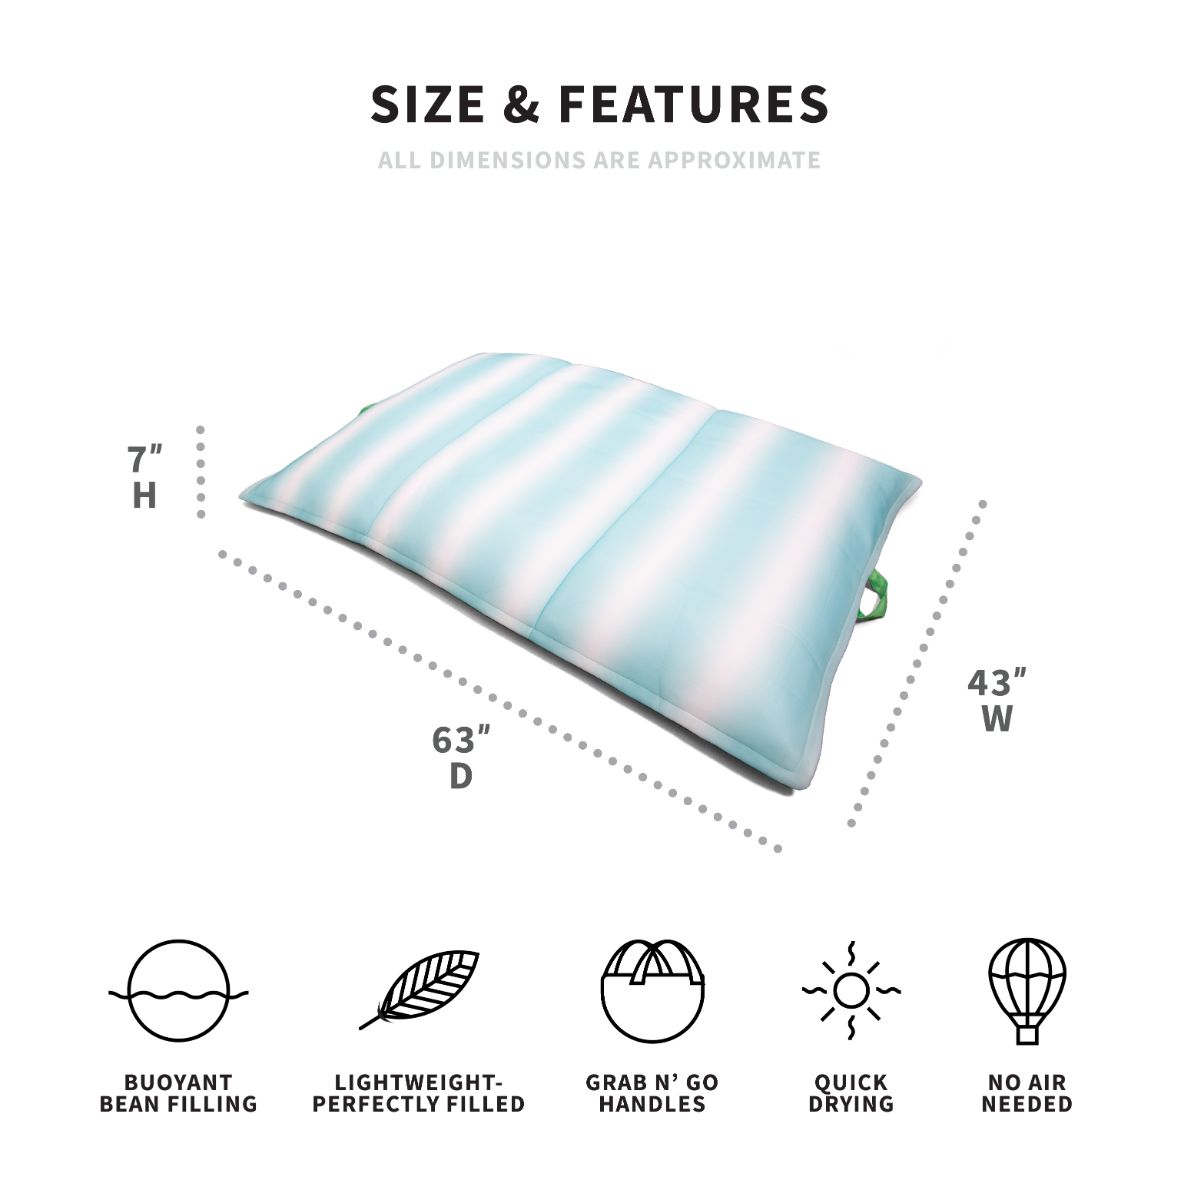 SIZE & FEATURES
ALL DIMENSIONS ARE APPROXIMATE
7"
H
63"
D
43"
W
BUOYANT
BEAN FILLING
LIGHTWEIGHT-
PERFECTLY FILLED
GRAB N’ GO
HANDLES
QUICK
DRYING
NO AIR
NEEDED